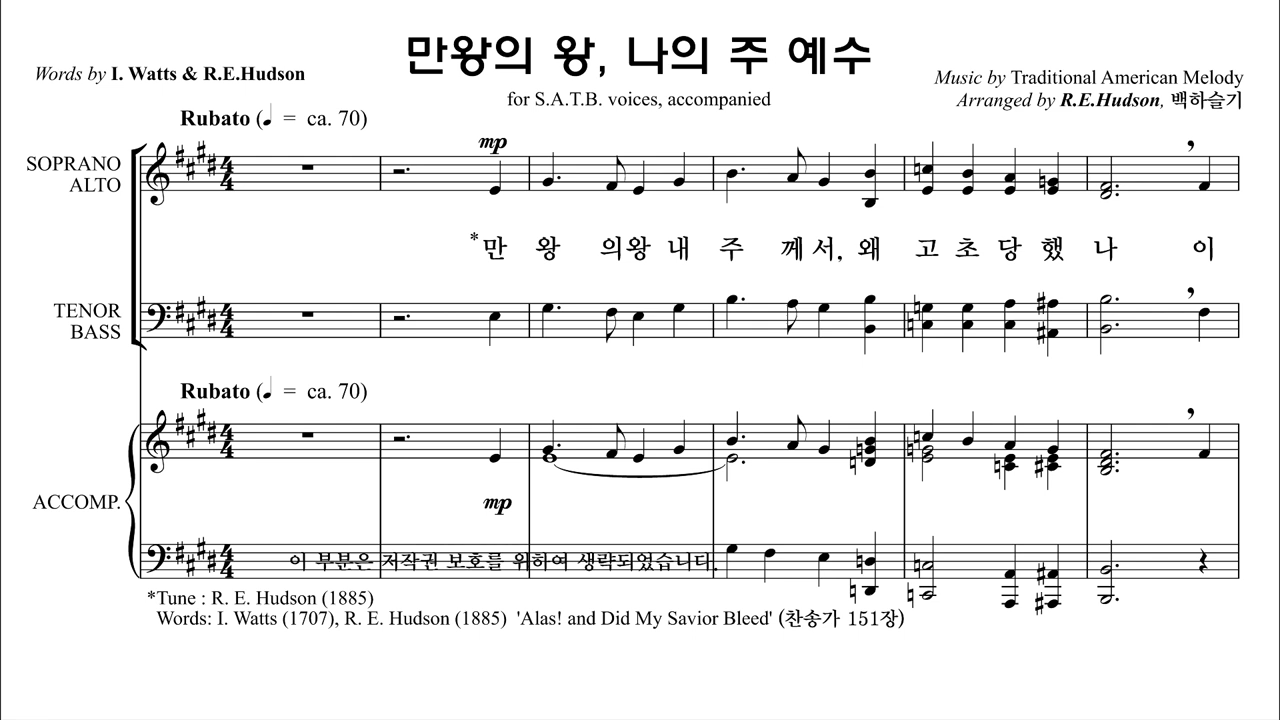 만왕의 왕, 나의 주 예수
Words by I. Watts & R.E.Hudson
for S.A.T.B. voices, accompanied
Music by Traditional American Melody
Arranged by R.E.Hudson, 백하슬기
Rubato (♩ = ca. 70)
SOPRANO
ALTO
mp
*만 왕 의왕 내 주 께서, 왜 고 초 당 했 나 이
TENOR
BASS
Rubato (♩ = ca. 70)
ACCOMP.
mp
이 부분은 저작권 보호를 위하여 생략되었습니다.
*Tune : R. E. Hudson (1885)
Words: I. Watts (1707), R. E. Hudson (1885) 'Alas! and Did My Savior Bleed' (찬송가 151장)